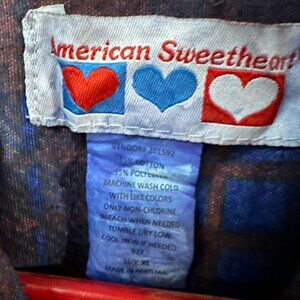 American Sweetheart
VENDOR# 201592
COTTON
35% POLYESTER
MACHINE WASH COLD
WITH LIKE COLORS
ONLY NON-CHLORINE
BLEACH WHEN NEEDED
TUMBLE DRY LOW
COOL IRON IF NEEDED
SIZE XL
MADE IN PAKISTAN